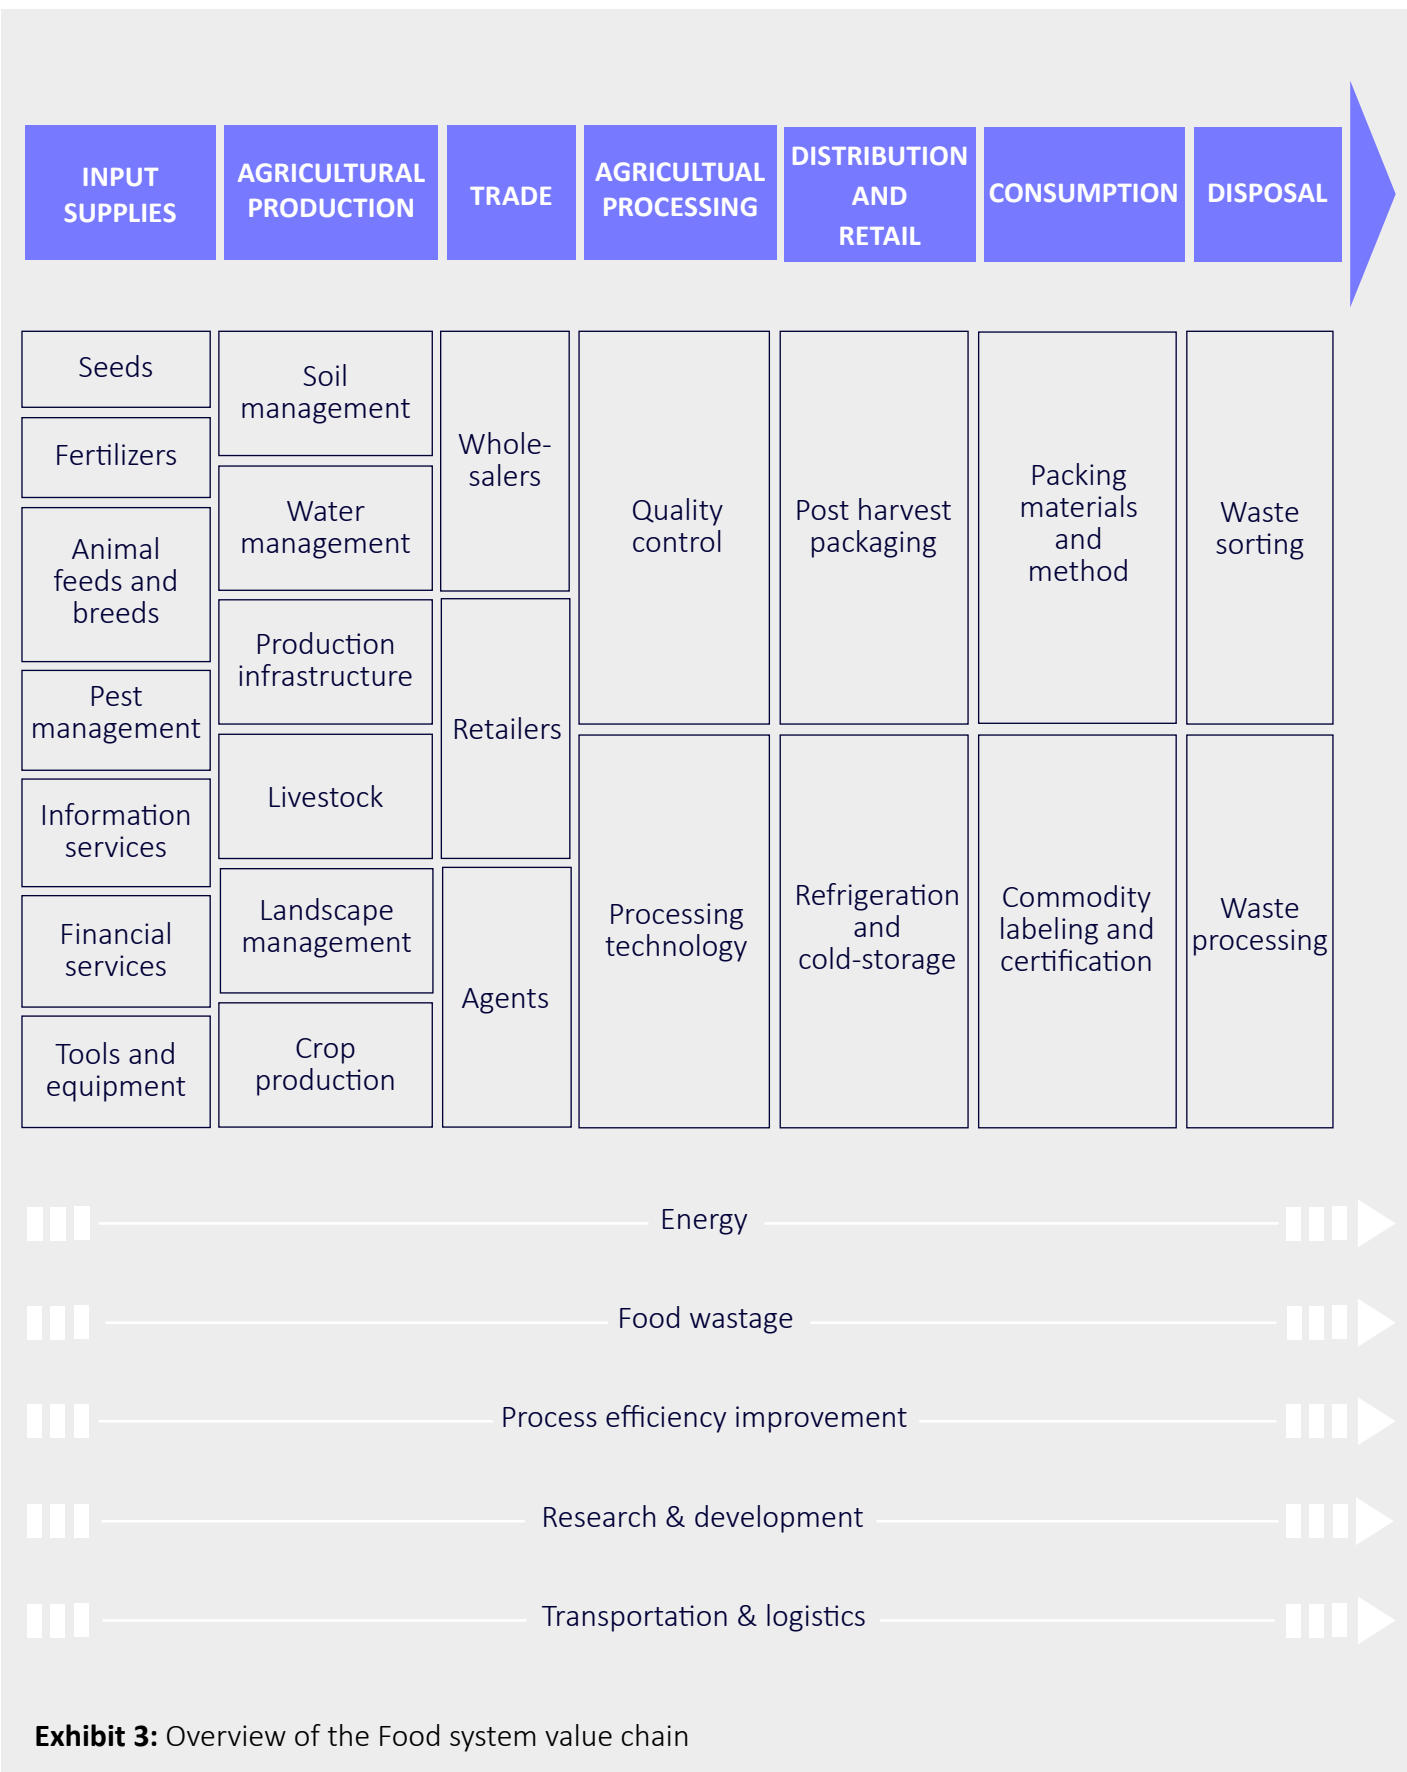 INPUT
SUPPLIES
AGRICULTURAL
PRODUCTION
TRADE
AGRICULTUAL
PROCESSING
DISTRIBUTION
AND
RETAIL
CONSUMPTION
DISPOSAL
Seeds
Fertilizers
Animal
feeds and
breeds
Pest
management
Information
services
Financial
services
Tools and
equipment
Soil
management
Water
management
Production
infrastructure
Livestock
Landscape
management
Crop
production
Whole-
salers
Retailers
Agents
Quality
control
Processing
technology
Post harvest
packaging
Refrigeration
and
cold-storage
Packing
materials
and
method
Commodity
labeling and
certification
Waste
sorting
Waste
processing
Energy
Food wastage
Process efficiency improvement
Research & development
Transportation & logistics
Exhibit 3: Overview of the Food system value chain